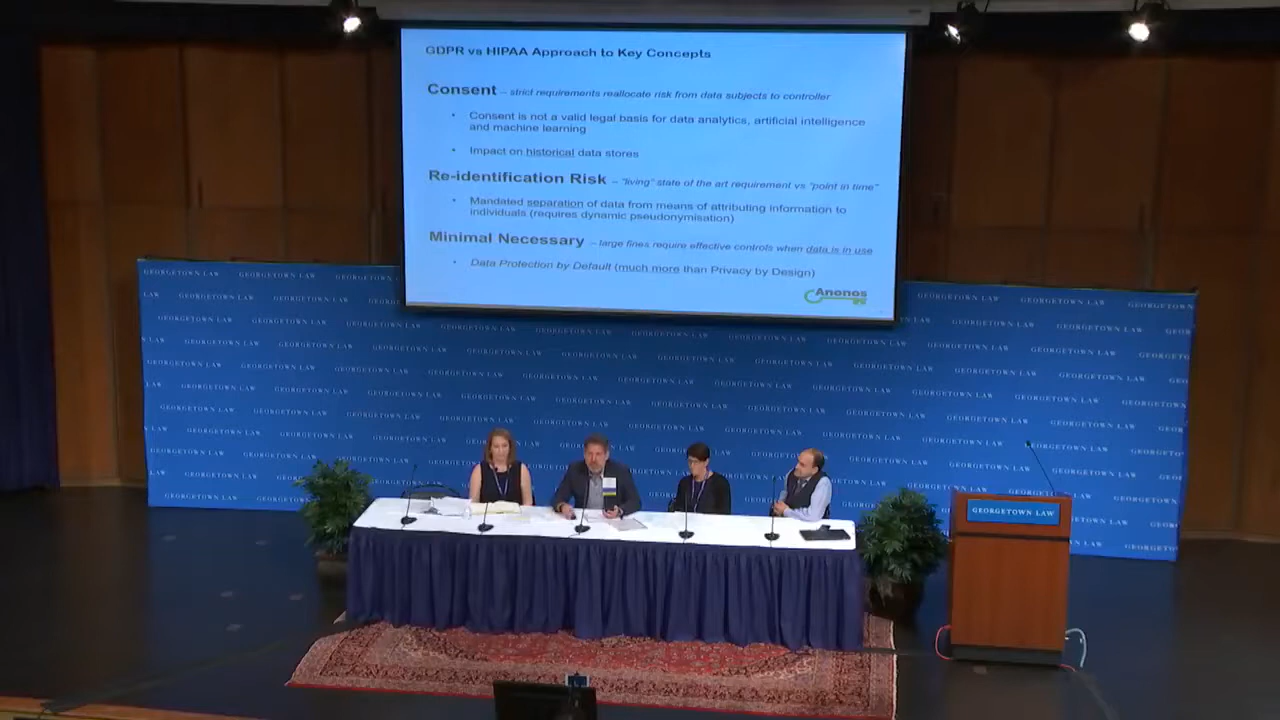 GDPR vs HIPAA Approach to Key Concepts
Consent – strict requirements reallocate risk from data subjects to controller
• Consent is not a valid legal basis for data analytics, artificial intelligence
and machine learning
• Impact on historical data stores
Re-identification Risk – "living" state of the art requirement vs "point in time"
• Mandated separation of data from means of attributing information to
individuals (requires dynamic pseudonymisation)
Minimal Necessary – large fines require effective controls when data is in use
• Data Protection by Default (much more than Privacy by Design)
Anonos
GEORGETOWN LAW
GEORGETOWN LAW